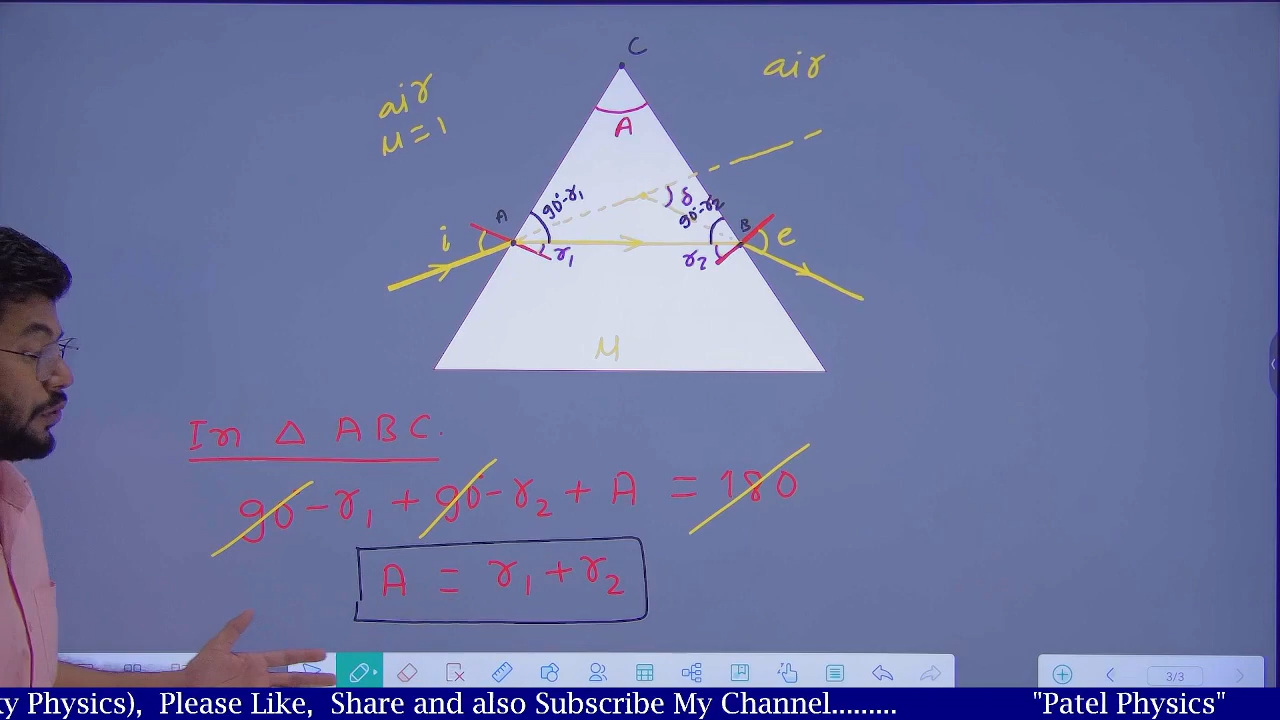 C
air
air
μ = 1
A
90°-r₁
δ
90°-r₂
A
B
i
r₁
r₂
e
μ
In Δ ABC.
90-r₁ + 90-r₂ + A = 180
A = r₁+r₂
3/3
ky Physics), Please Like, Share and also Subscribe My Channel......... "Patel Physics"